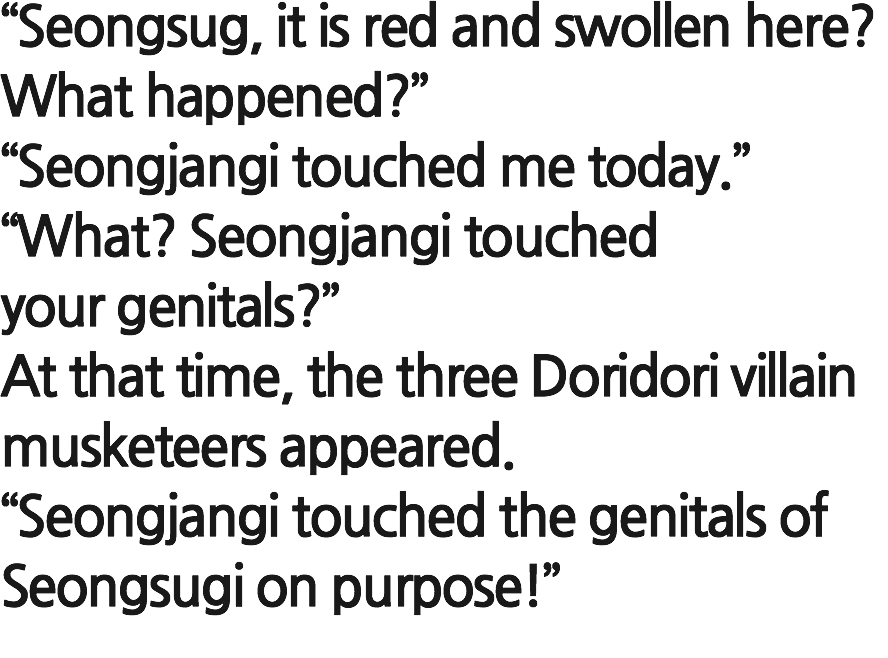 “Seongsug, it is red and swollen here?
What happened?”
“Seongjangi touched me today.”
“What? Seongjangi touched
your genitals?”
At that time, the three Doridori villain
musketeers appeared.
“Seongjangi touched the genitals of
Seongsugi on purpose!”